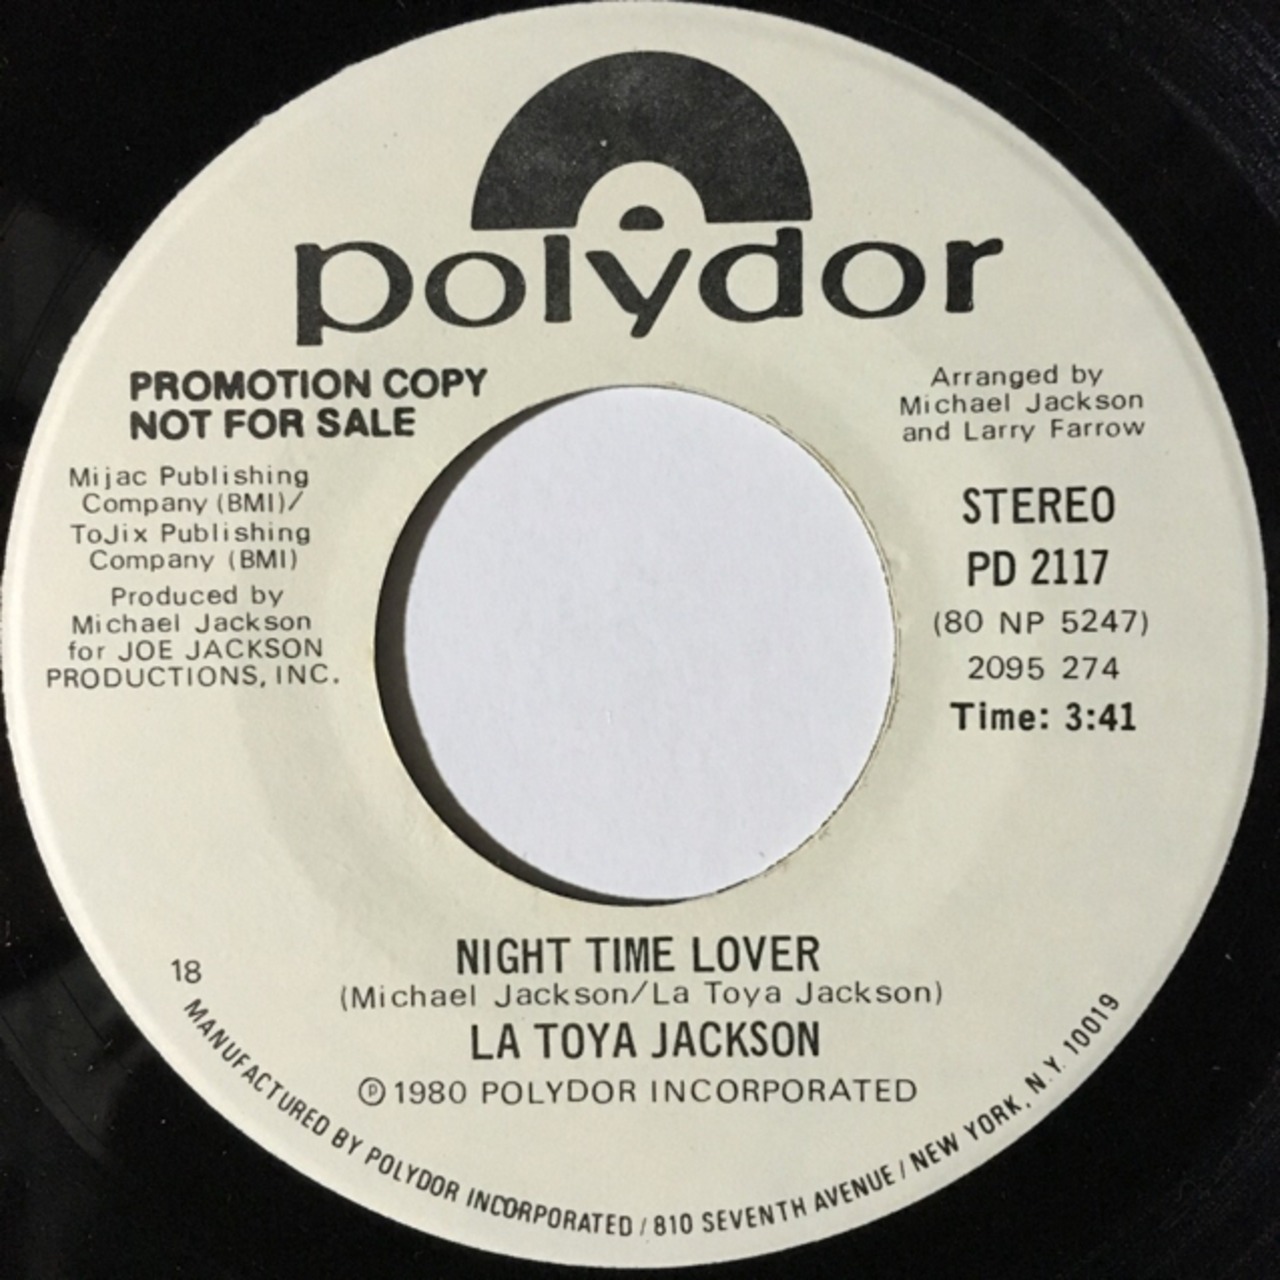 polydor
PROMOTION COPY
NOT FOR SALE
Mijac Publishing
Company (BMI)/
ToJix Publishing
Company (BMI)
Produced by
Michael Jackson
for JOE JACKSON
PRODUCTIONS, INC.
Arranged by
Michael Jackson
and Larry Farrow
STEREO
PD 2117
(80 NP 5247)
2095 274
Time: 3:41
18
NIGHT TIME LOVER
(Michael Jackson/La Toya Jackson)
LA TOYA JACKSON
℗ 1980 POLYDOR INCORPORATED
MANUFACTURED BY POLYDOR INCORPORATED / 810 SEVENTH AVENUE / NEW YORK, N.Y. 10019